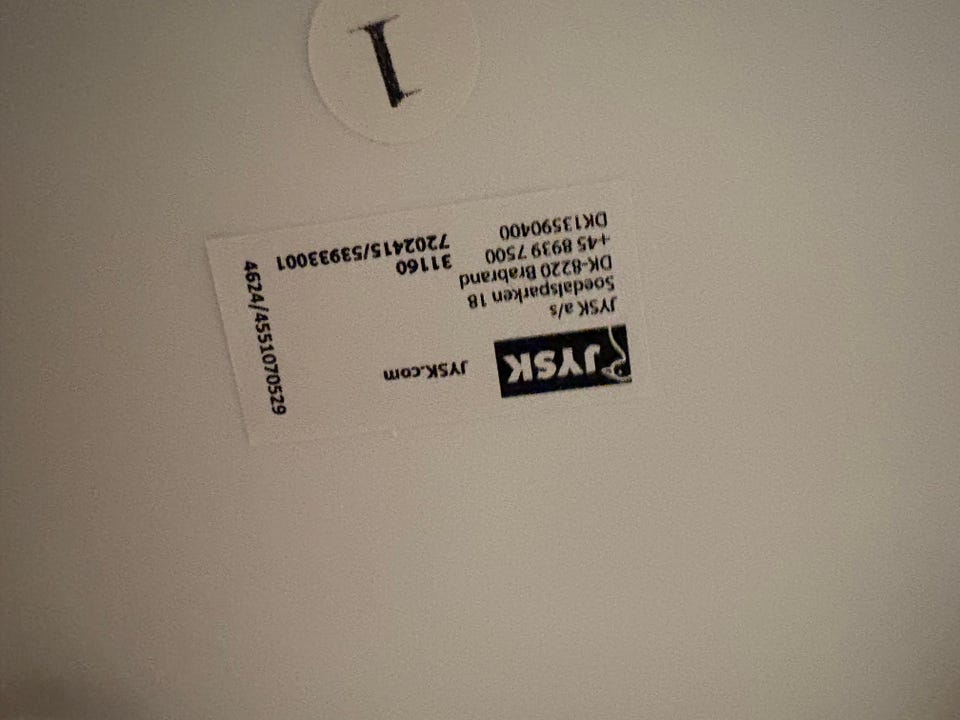 JYSK
JYSK.com
JYSK a/s
Soedalsparken 18
DK-8220 Brabrand
+45 8939 7500
DK13590400
31160
7202415/53933001
4624/4551070529
1